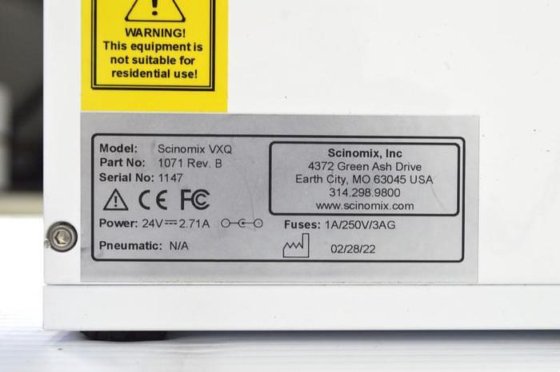 WARNING!
This equipment is
not suitable for
residential use!
Model: Scinomix VXQ
Part No: 1071 Rev. B
Serial No: 1147
CE FC
Power: 24V⎓2.71A
Pneumatic: N/A
Scinomix, Inc
4372 Green Ash Drive
Earth City, MO 63045 USA
314.298.9800
www.scinomix.com
Fuses: 1A/250V/3AG
02/28/22